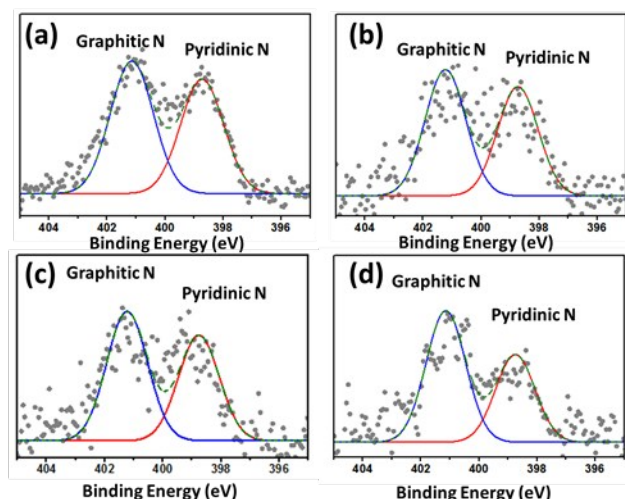 (a)
Graphitic N
Pyridinic N
404 402 400 398 396
Binding Energy (eV)
(b)
Graphitic N
Pyridinic N
404 402 400 398 396
Binding Energy (eV)
(c)
Graphitic N
Pyridinic N
404 402 400 398 396
Binding Energy (eV)
(d)
Graphitic N
Pyridinic N
404 402 400 398 396
Binding Energy (eV)